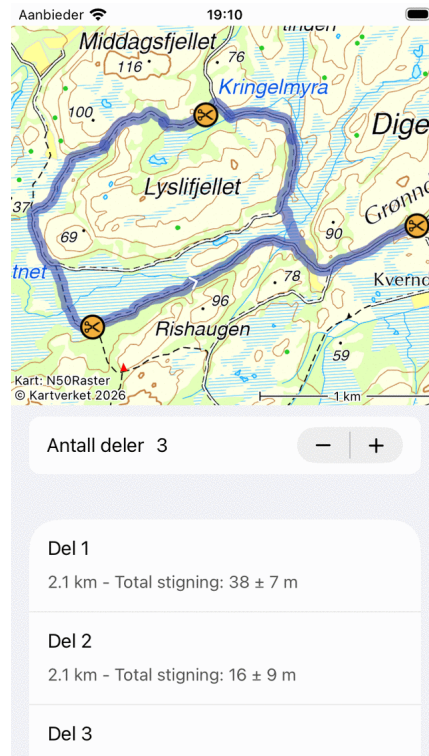 Aanbieder 19:10
tinden
Middagsfjellet
76
116
Kringelmyra
100
Dige
Lyslifjellet
37
Grønn
69
90
tnet
78
Kvernd
96
Rishaugen
59
Kart: N50Raster
© Kartverket 2026
1 km
Antall deler 3
− +
Del 1
2.1 km - Total stigning: 38 ± 7 m
Del 2
2.1 km - Total stigning: 16 ± 9 m
Del 3